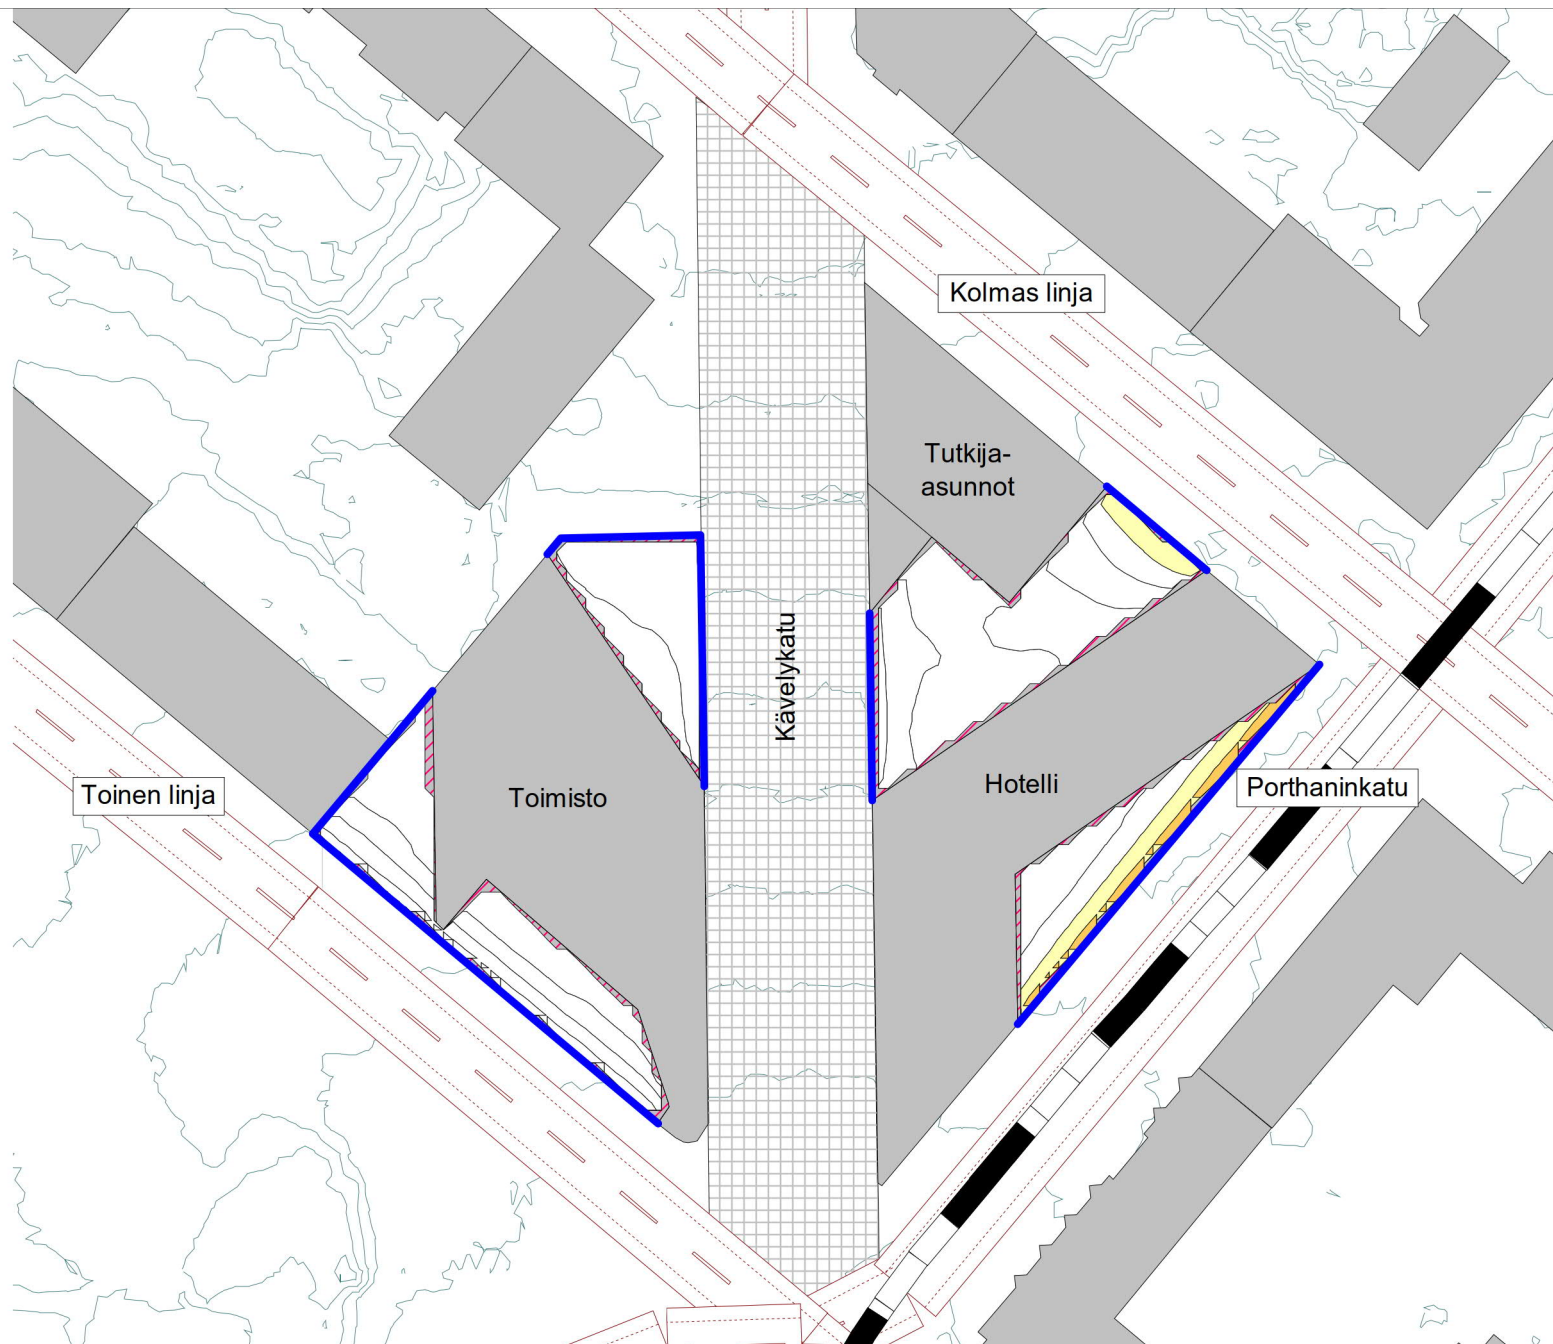 Kolmas linja
Tutkija-
asunnot
Kävelykatu
Toinen linja
Toimisto
Hotelli
Porthaninkatu